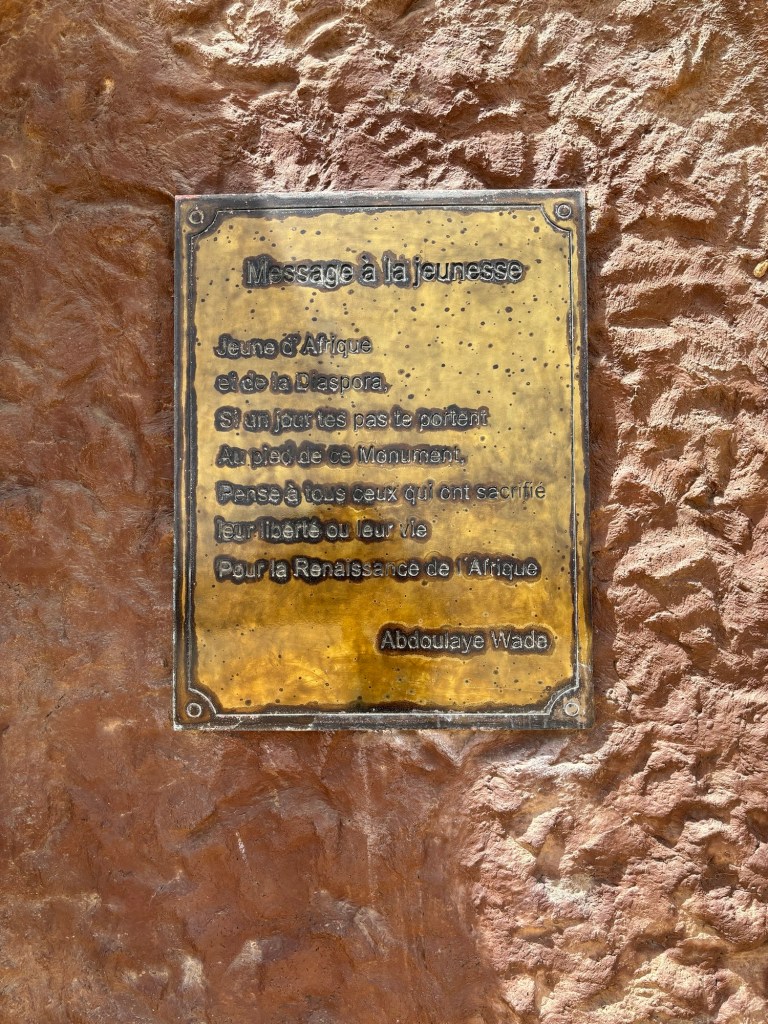 Message à la jeunesse
Jeune d'Afrique
et de la Diaspora,
Si un jour tes pas te portent
Au pied de ce Monument,
Pense à tous ceux qui ont sacrifié
leur liberté ou leur vie
Pour la Renaissance de l'Afrique
Abdoulaye Wade